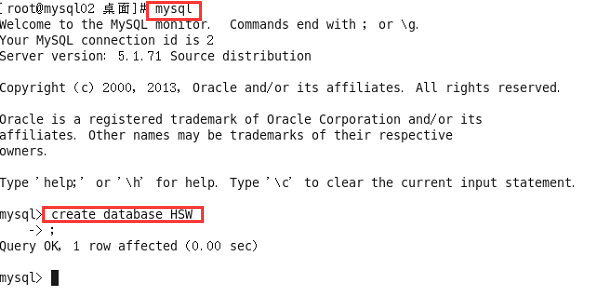 [root@mysql02 桌面]# mysql
Welcome to the MySQL monitor.  Commands end with ; or \g.
Your MySQL connection id is 2
Server version: 5.1.71 Source distribution
Copyright (c) 2000, 2013, Oracle and/or its affiliates. All rights reserved.
Oracle is a registered trademark of Oracle Corporation and/or its
affiliates. Other names may be trademarks of their respective
owners.
Type 'help;' or '\h' for help. Type '\c' to clear the current input statement.
mysql> create database HSW
    -> ;
Query OK, 1 row affected (0.00 sec)
mysql>